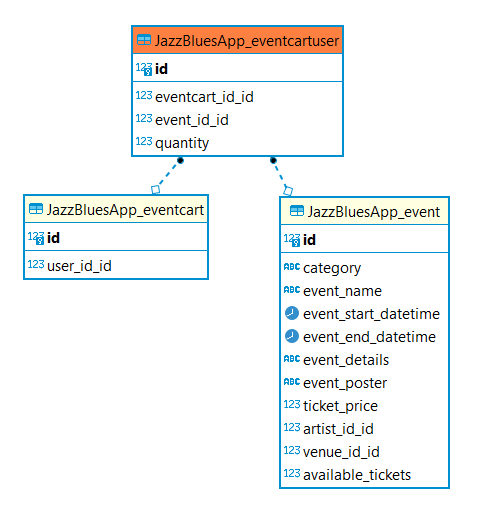 JazzBluesApp_eventcartuser
123 id
123 eventcart_id_id
123 event_id_id
123 quantity
JazzBluesApp_eventcart
123 id
123 user_id_id
JazzBluesApp_event
123 id
ABC category
ABC event_name
event_start_datetime
event_end_datetime
ABC event_details
ABC event_poster
123 ticket_price
123 artist_id_id
123 venue_id_id
123 available_tickets